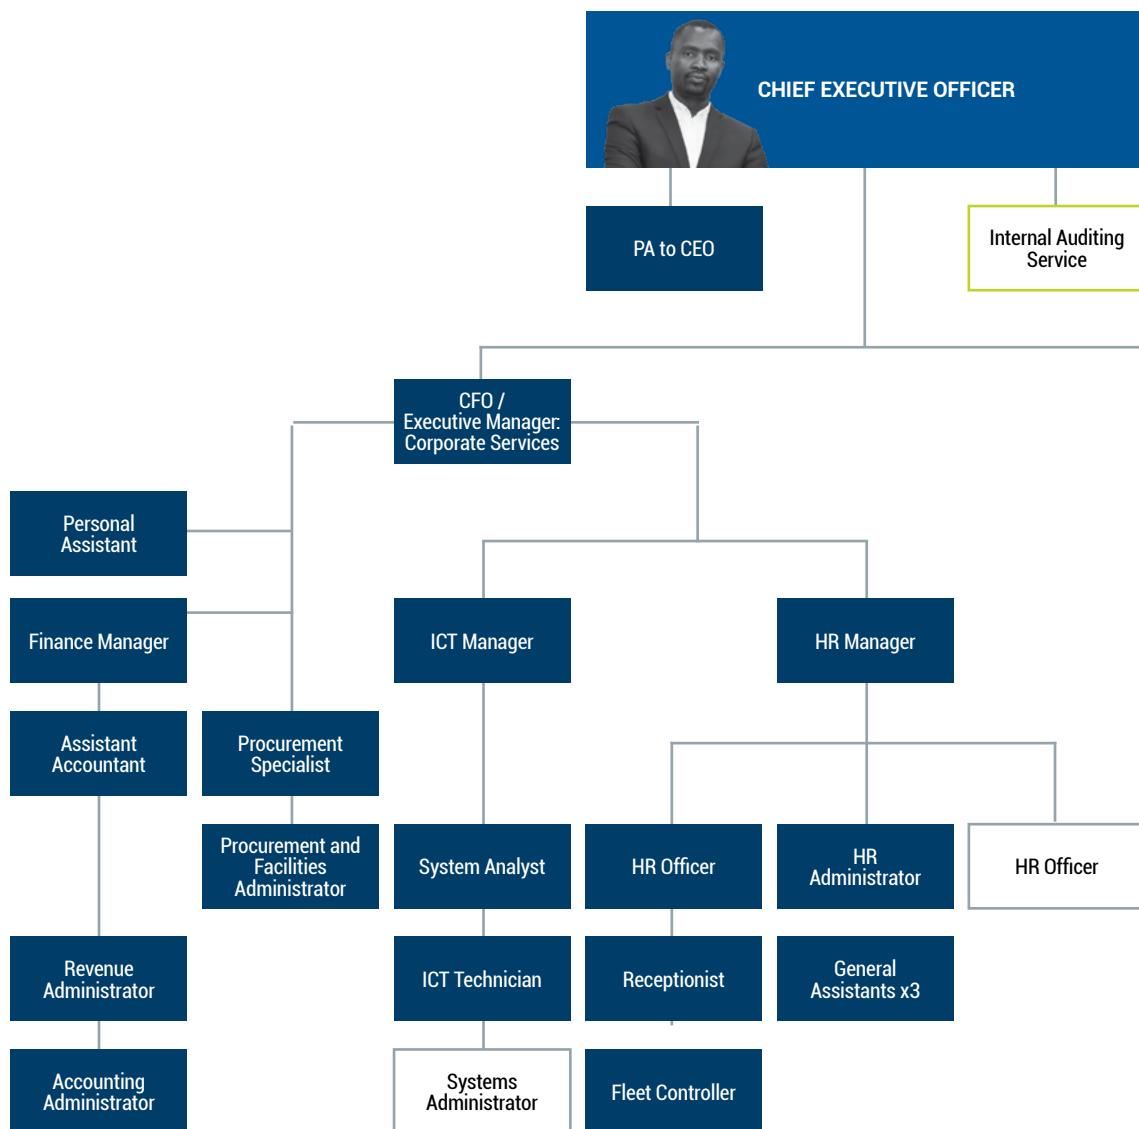 CHIEF EXECUTIVE OFFICER
PA to CEO
Internal Auditing
Service
CFO /
Executive Manager:
Corporate Services
Personal
Assistant
Finance Manager
ICT Manager
HR Manager
Assistant
Accountant
Procurement
Specialist
Procurement and
Facilities
Administrator
System Analyst
HR Officer
HR
Administrator
HR Officer
Revenue
Administrator
ICT Technician
Receptionist
General
Assistants x3
Accounting
Administrator
Systems
Administrator
Fleet Controller